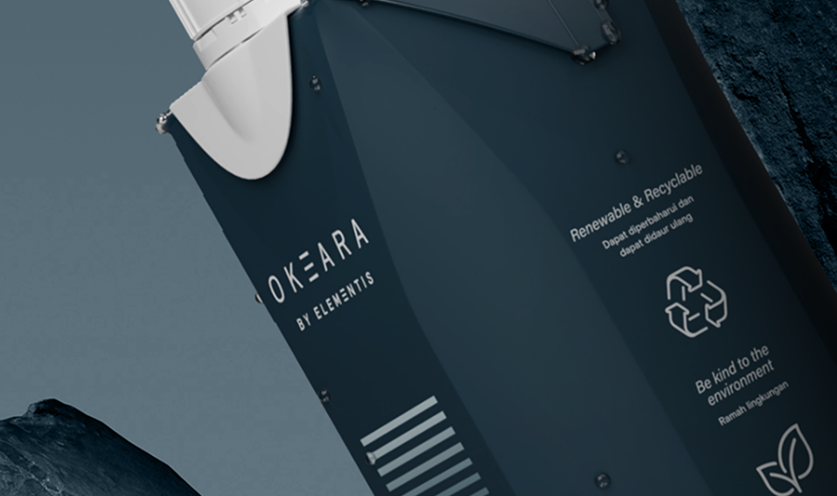 OKEARA
BY ELEMENTIS
Renewable & Recyclable
Dapat diperbaharui dan
dapat didaur ulang
Be kind to the
environment
Ramah lingkungan